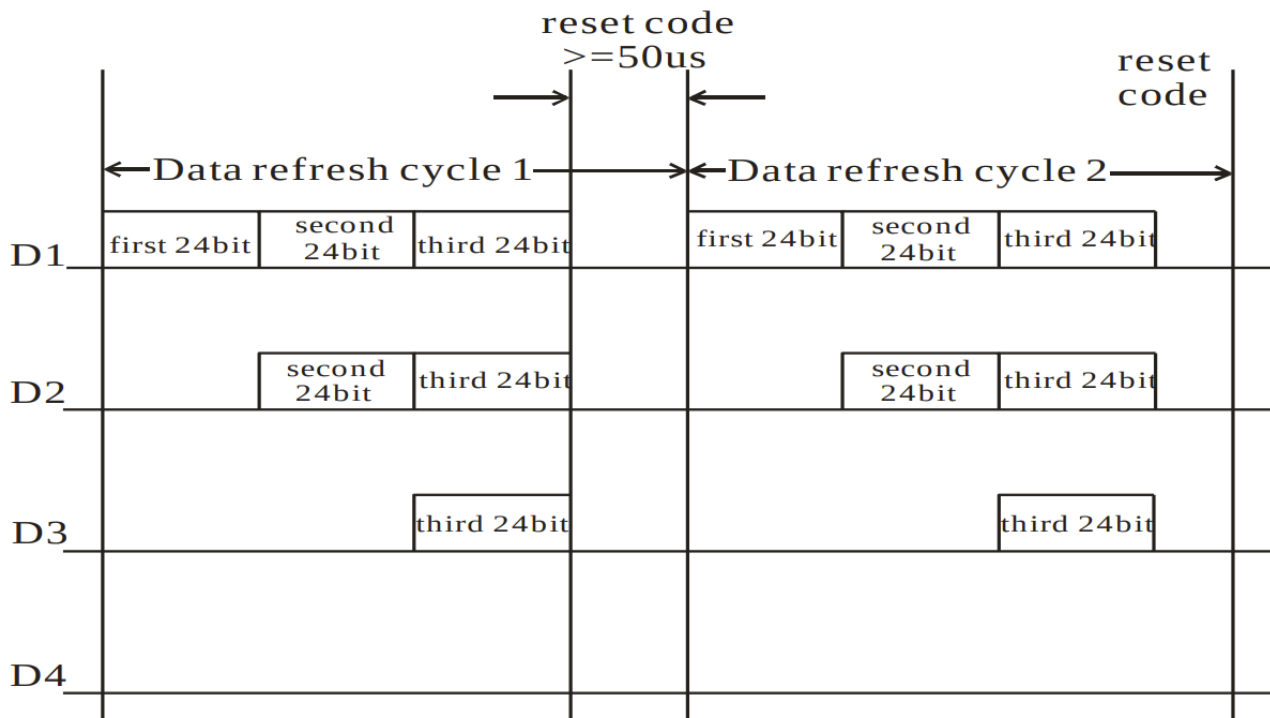 reset code
>=50us
reset
code
Data refresh cycle 1
Data refresh cycle 2
D1
first 24bit
second
24bit
third 24bit
first 24bit
second
24bit
third 24bit
D2
second
24bit
third 24bit
second
24bit
third 24bit
D3
third 24bit
third 24bit
D4